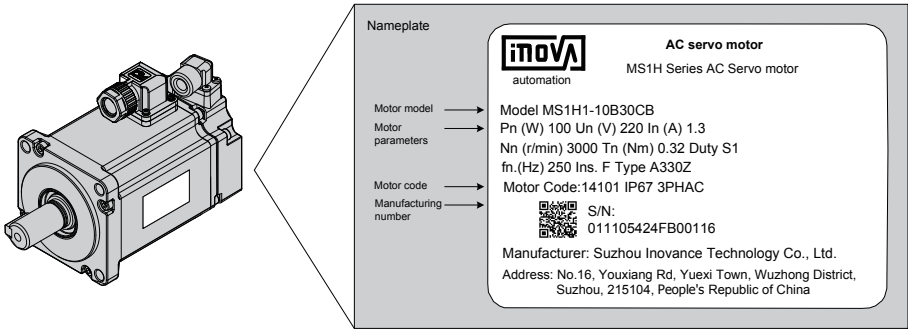 Nameplate
inovA
automation
AC servo motor
MS1H Series AC Servo motor
Motor model
Model MS1H1-10B30CB
Motor
parameters
Pn (W) 100 Un (V) 220 In (A) 1.3
Nn (r/min) 3000 Tn (Nm) 0.32 Duty S1
fn.(Hz) 250 Ins. F Type A330Z
Motor code
Motor Code:14101 IP67 3PHAC
Manufacturing
number
S/N:
011105424FB00116
Manufacturer: Suzhou Inovance Technology Co., Ltd.
Address: No.16, Youxiang Rd, Yuexi Town, Wuzhong District,
Suzhou, 215104, People's Republic of China